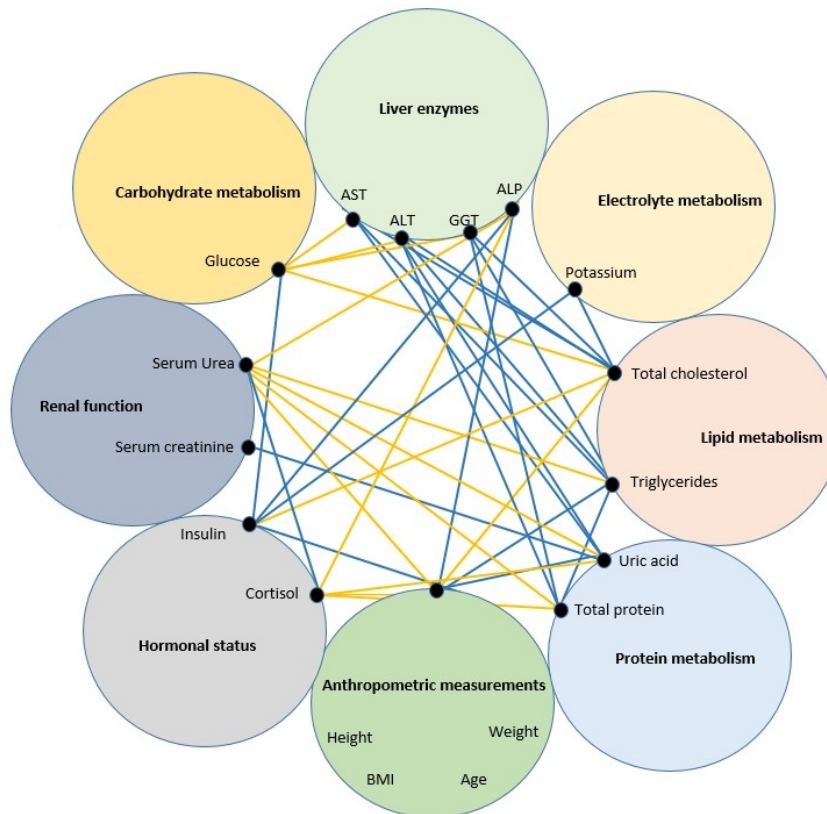 Liver enzymes
AST
ALT
GGT
ALP
Carbohydrate metabolism
Glucose
Electrolyte metabolism
Potassium
Serum Urea
Renal function
Serum creatinine
Total cholesterol
Lipid metabolism
Triglycerides
Insulin
Cortisol
Hormonal status
Uric acid
Total protein
Protein metabolism
Anthropometric measurements
Height
Weight
BMI
Age